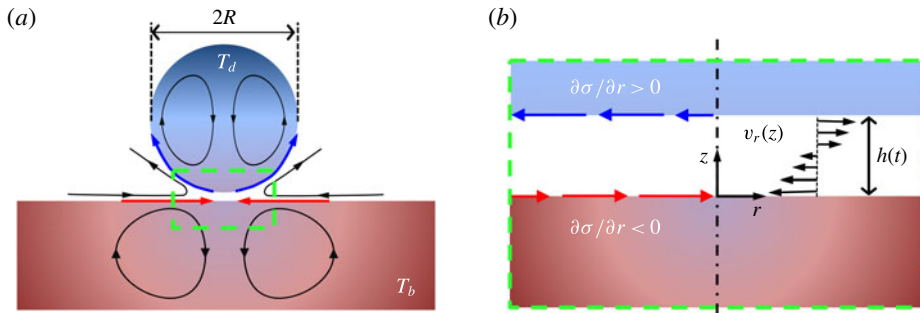 (a)
2R
T_d
T_b
(b)
∂σ/∂r > 0
v_r(z)
z
h(t)
r
∂σ/∂r < 0